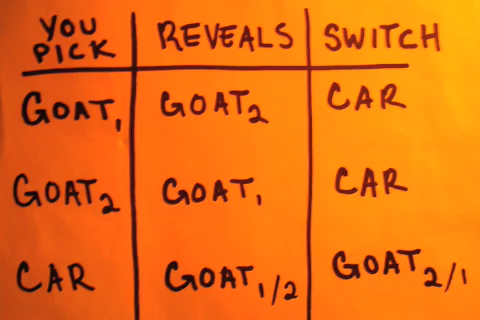 YOU PICK REVEALS SWITCH
GOAT₁ GOAT₂ CAR
GOAT₂ GOAT₁ CAR
CAR GOAT₁/₂ GOAT₂/₁